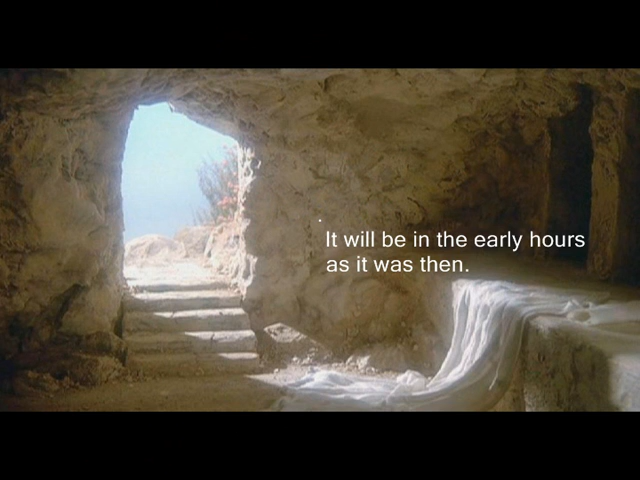 It will be in the early hours
as it was then.